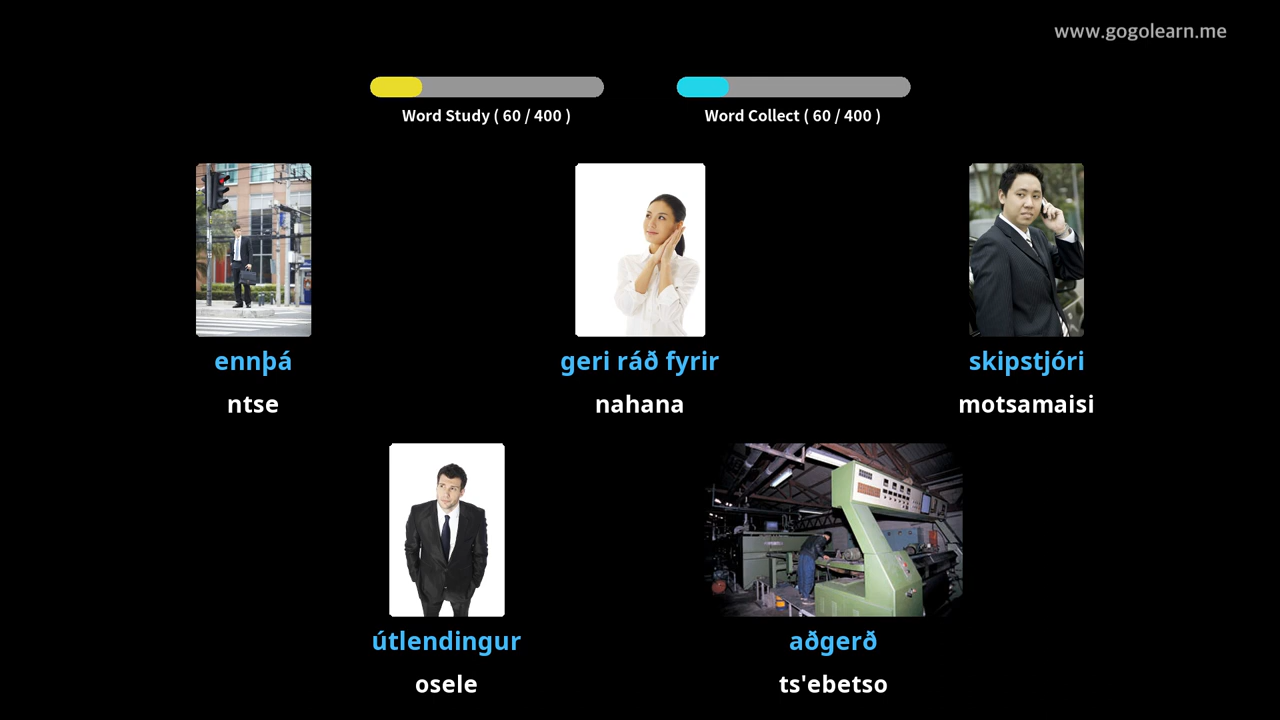 www.gogolearn.me
Word Study ( 60 / 400 )
Word Collect ( 60 / 400 )
ennþá
ntse
geri ráð fyrir
nahana
skipstjóri
motsamaisi
útlendingur
osele
aðgerð
ts'ebetso